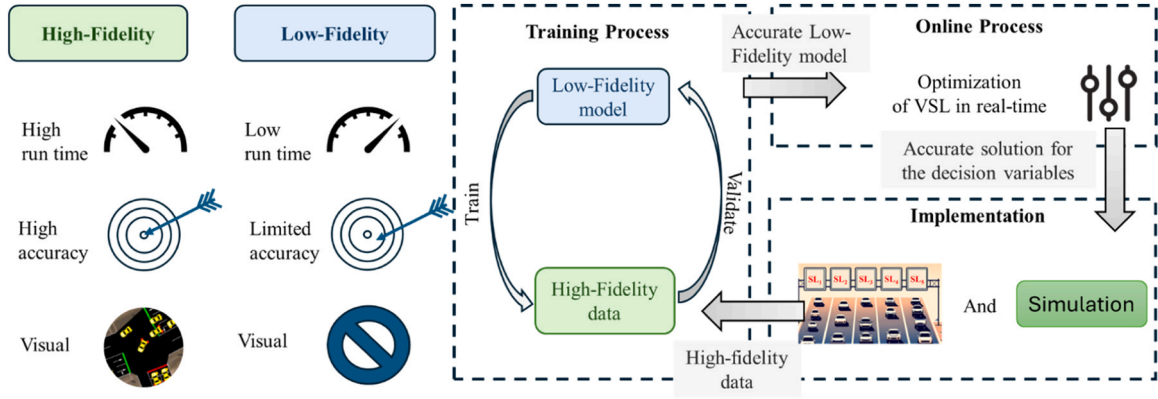 High-Fidelity
Low-Fidelity
High
run time
Low
run time
High
accuracy
Limited
accuracy
Visual
Visual
Training Process
Low-Fidelity
model
Train
Validate
High-Fidelity
data
Accurate Low-
Fidelity model
Online Process
Optimization
of VSL in real-time
Accurate solution for
the decision variables
Implementation
SL₁ SL₂ SL₃ SL₄
And
Simulation
High-fidelity
data